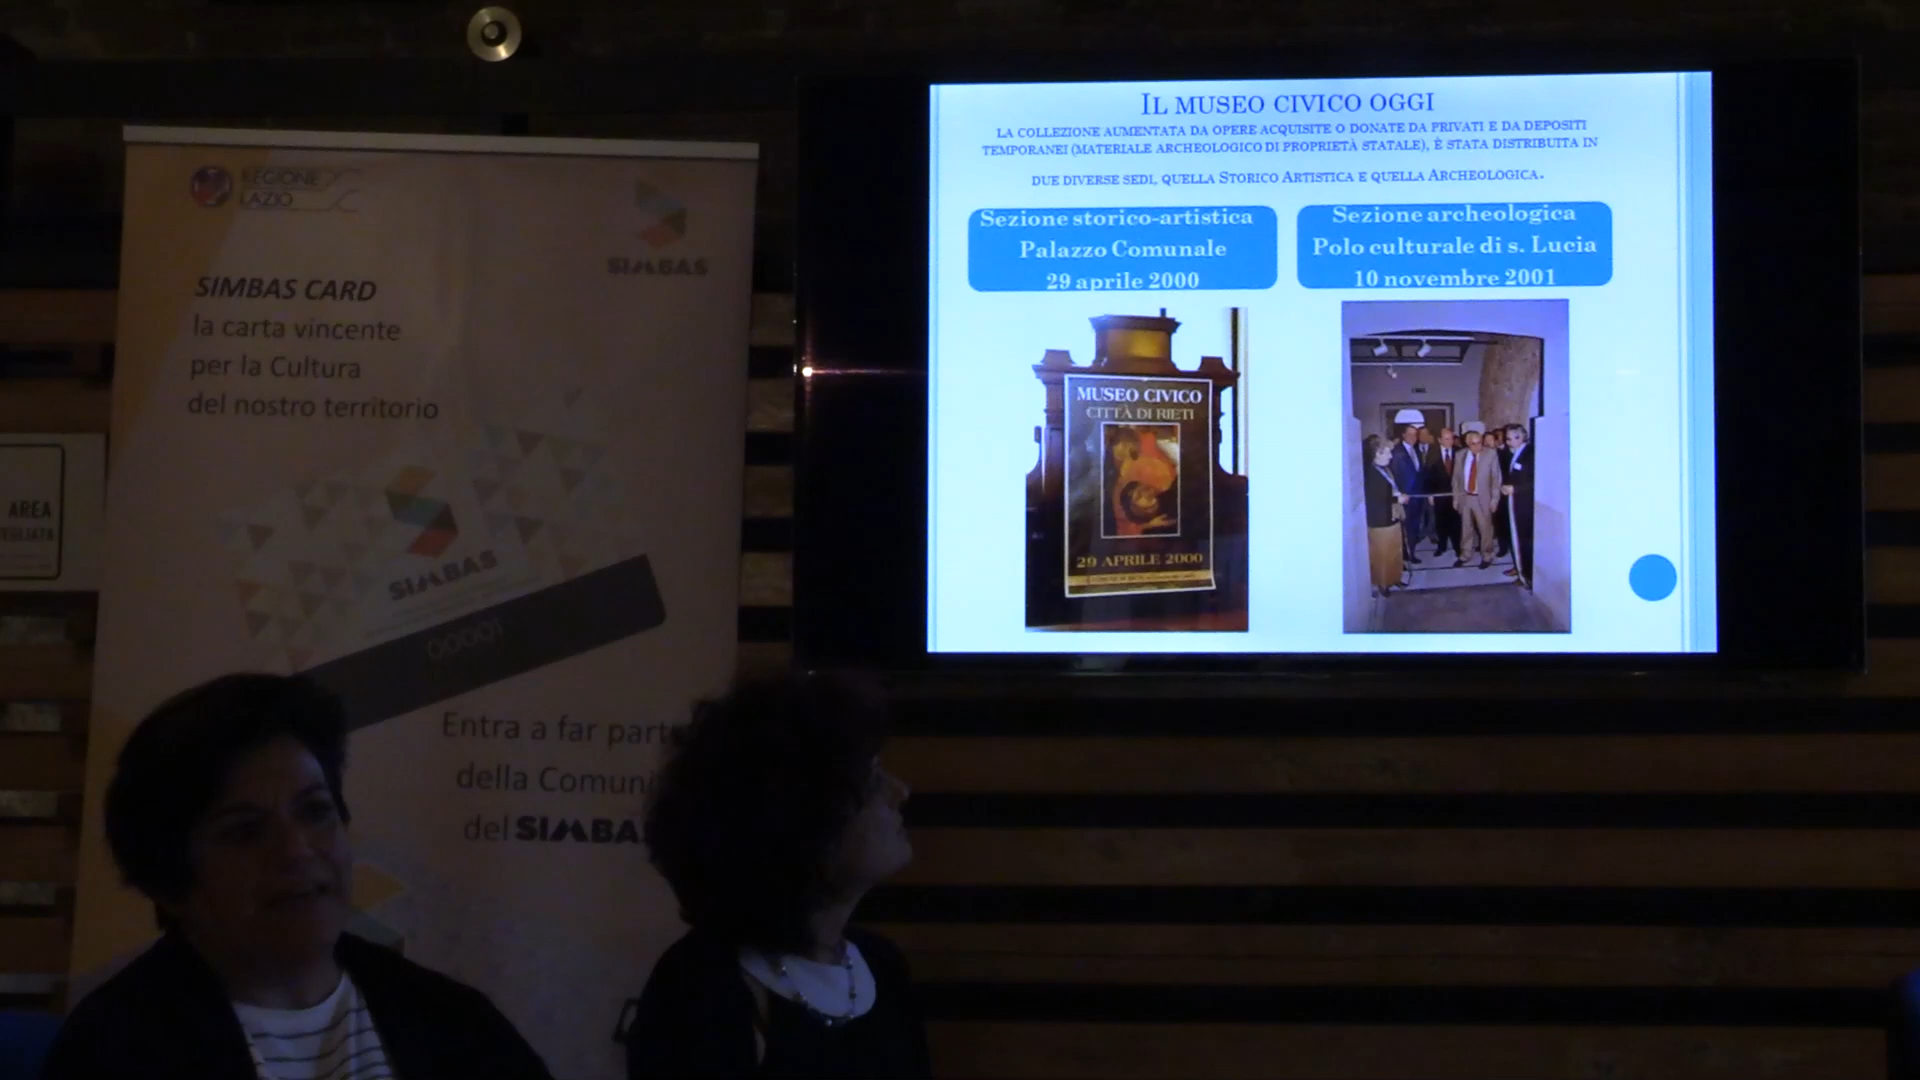 REGIONE
LAZIO
SIMBAS
SIMBAS CARD
la carta vincente
per la Cultura
del nostro territorio
SIMBAS
00001
Entra a far part
della Comuni
del SIMBAS
AREA
IL MUSEO CIVICO OGGI
LA COLLEZIONE AUMENTATA DA OPERE ACQUISITE O DONATE DA PRIVATI E DA DEPOSITI
TEMPORANEI (MATERIALE ARCHEOLOGICO DI PROPRIETÀ STATALE), È STATA DISTRIBUITA IN
DUE DIVERSE SEDI, QUELLA STORICO ARTISTICA E QUELLA ARCHEOLOGICA.
Sezione storico-artistica
Palazzo Comunale
29 aprile 2000
Sezione archeologica
Polo culturale di s. Lucia
10 novembre 2001
MUSEO CIVICO
CITTÀ DI RIETI
29 APRILE 2000